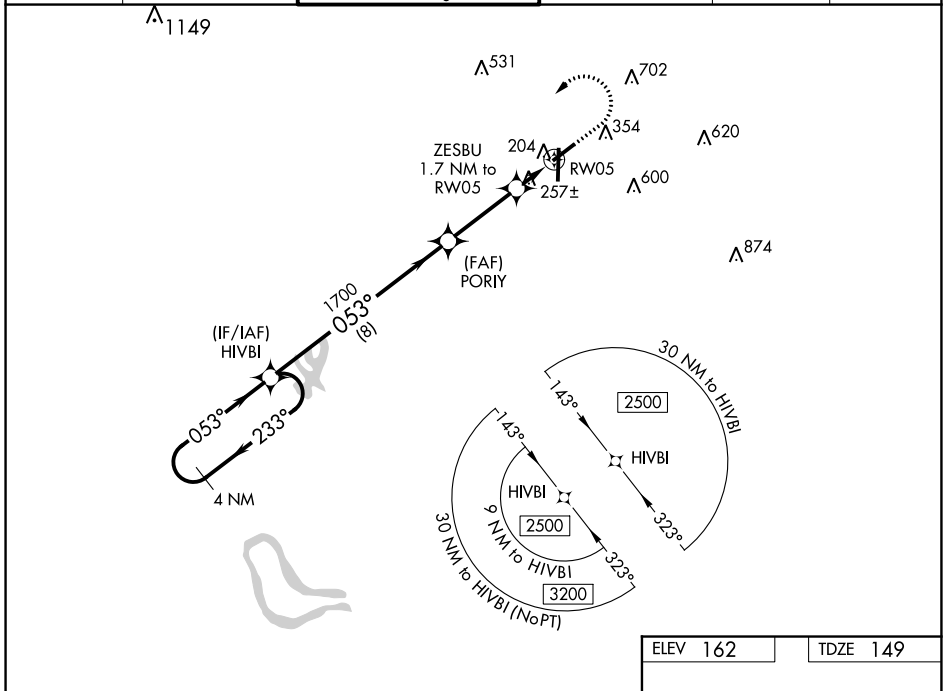 1149
531
702
354
620
204
ZESBU
1.7 NM to
RW05
RW05
257±
600
874
(FAF)
PORIY
1700
053°
(8)
(IF/IAF)
HIVBI
053°
233°
4 NM
30 NM to HIVBI
143°
2500
HIVBI
323°
143°
HIVBI
2500
9 NM to HIVBI
323°
3200
30 NM to HIVBI (NoPT)
ELEV 162
TDZE 149